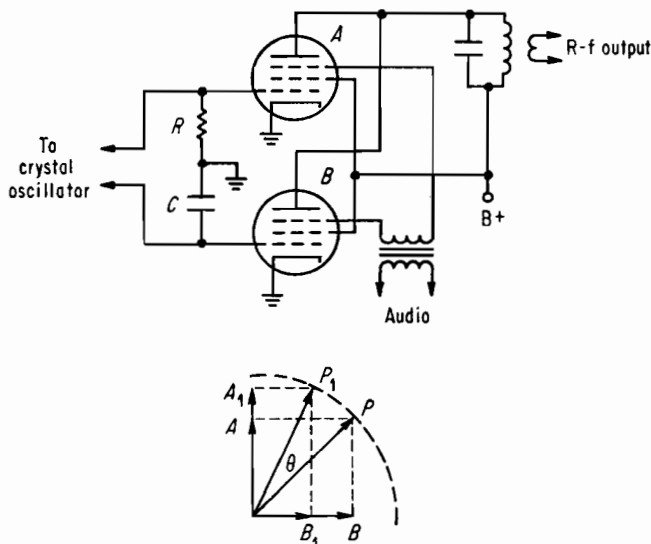 A
R-f output
R
To
crystal
oscillator
B
C
B+
Audio
A₁
P₁
A
P
θ
B₁
B